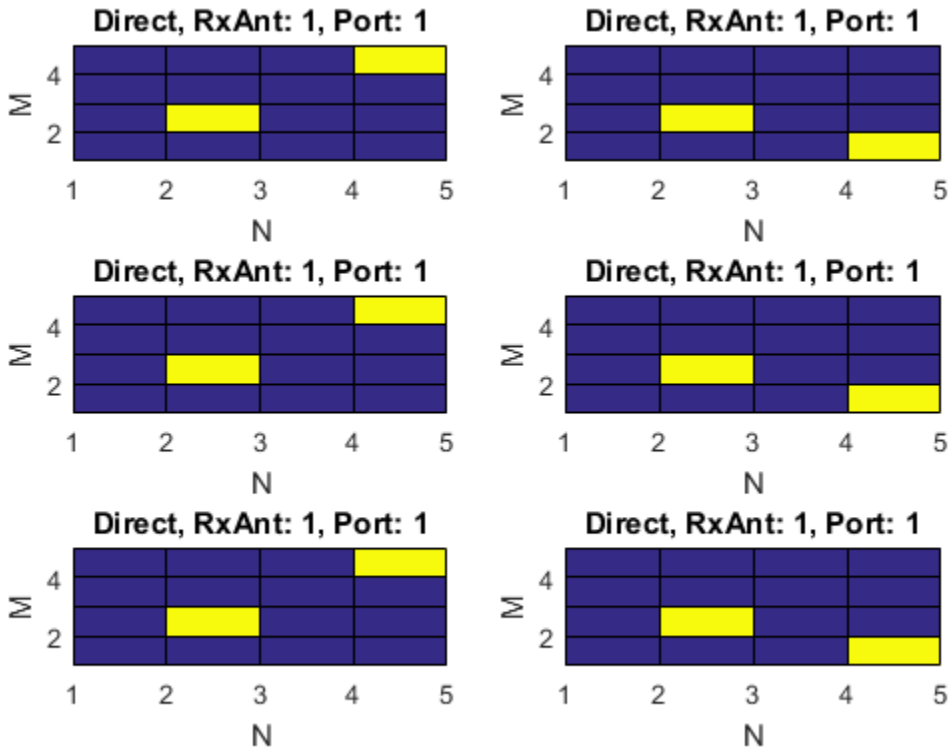 Direct, RxAnt: 1, Port: 1 Direct, RxAnt: 1, Port: 1
4 4
M M
2 2
1 2 3 4 5 1 2 3 4 5
N N
Direct, RxAnt: 1, Port: 1 Direct, RxAnt: 1, Port: 1
4 4
M M
2 2
1 2 3 4 5 1 2 3 4 5
N N
Direct, RxAnt: 1, Port: 1 Direct, RxAnt: 1, Port: 1
4 4
M M
2 2
1 2 3 4 5 1 2 3 4 5
N N